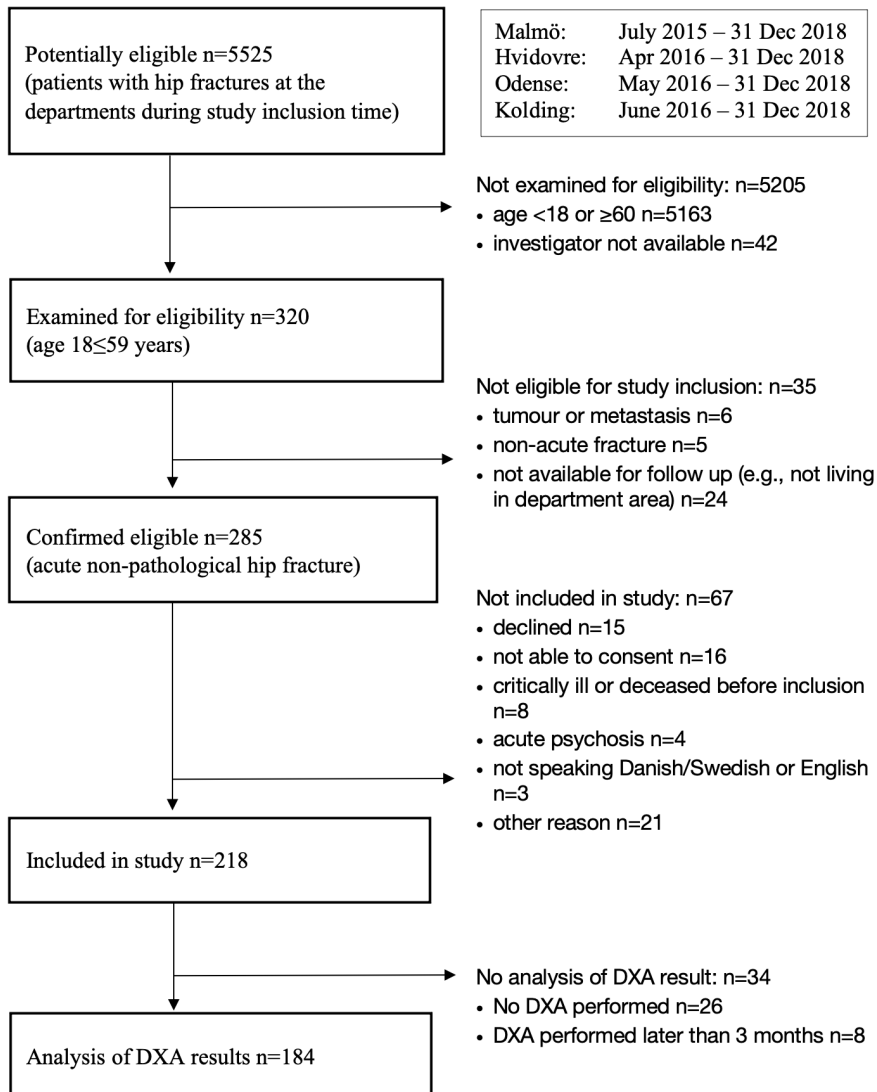 Potentially eligible n=5525
(patients with hip fractures at the
departments during study inclusion time)
Malmö: July 2015 – 31 Dec 2018
Hvidovre: Apr 2016 – 31 Dec 2018
Odense: May 2016 – 31 Dec 2018
Kolding: June 2016 – 31 Dec 2018
Not examined for eligibility: n=5205
• age <18 or ≥60 n=5163
• investigator not available n=42
Examined for eligibility n=320
(age 18≤59 years)
Not eligible for study inclusion: n=35
• tumour or metastasis n=6
• non-acute fracture n=5
• not available for follow up (e.g., not living
in department area) n=24
Confirmed eligible n=285
(acute non-pathological hip fracture)
Not included in study: n=67
• declined n=15
• not able to consent n=16
• critically ill or deceased before inclusion
n=8
• acute psychosis n=4
• not speaking Danish/Swedish or English
n=3
• other reason n=21
Included in study n=218
No analysis of DXA result: n=34
• No DXA performed n=26
• DXA performed later than 3 months n=8
Analysis of DXA results n=184